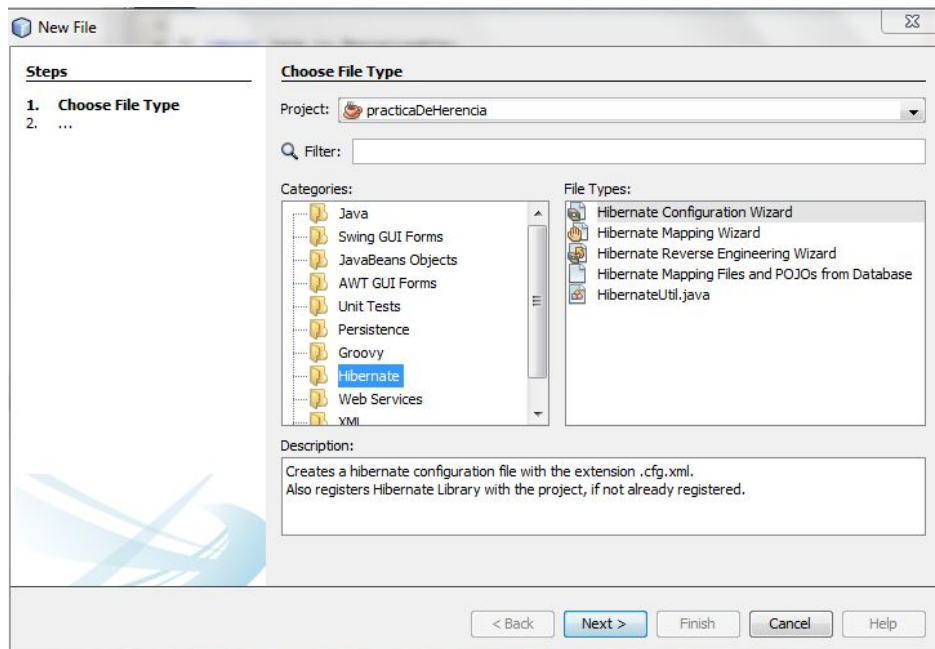 New File
Steps
1. Choose File Type
2. ...
Choose File Type
Project: practicaDeHerencia
Filter:
Categories:
Java
Swing GUI Forms
JavaBeans Objects
AWT GUI Forms
Unit Tests
Persistence
Groovy
Hibernate
Web Services
XML
File Types:
Hibernate Configuration Wizard
Hibernate Mapping Wizard
Hibernate Reverse Engineering Wizard
Hibernate Mapping Files and POJOs from Database
HibernateUtil.java
Description:
Creates a hibernate configuration file with the extension .cfg.xml.
Also registers Hibernate Library with the project, if not already registered.
< Back Next > Finish Cancel Help